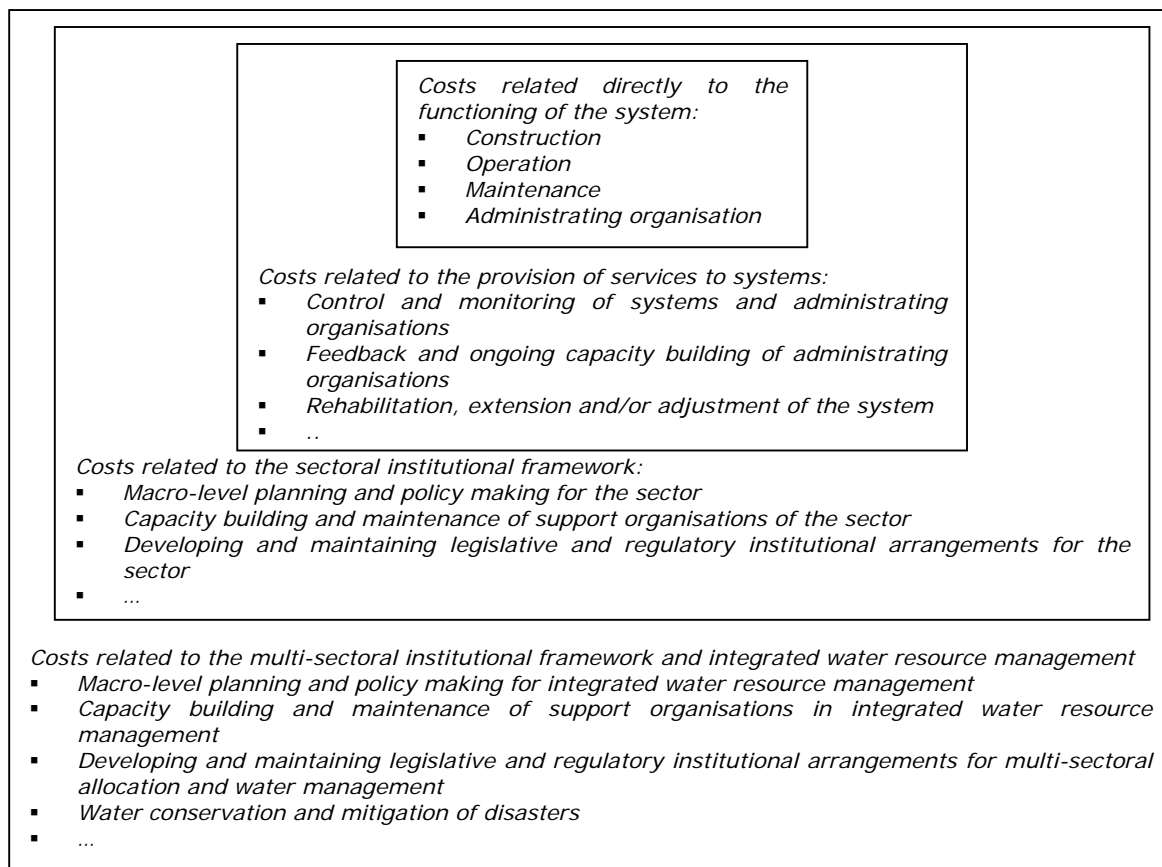 Costs related directly to the
functioning of the system:
▪ Construction
▪ Operation
▪ Maintenance
▪ Administrating organisation
Costs related to the provision of services to systems:
▪ Control and monitoring of systems and administrating
organisations
▪ Feedback and ongoing capacity building of administrating
organisations
▪ Rehabilitation, extension and/or adjustment of the system
▪ ..
Costs related to the sectoral institutional framework:
▪ Macro-level planning and policy making for the sector
▪ Capacity building and maintenance of support organisations of the sector
▪ Developing and maintaining legislative and regulatory institutional arrangements for the
sector
▪ ...
Costs related to the multi-sectoral institutional framework and integrated water resource management
▪ Macro-level planning and policy making for integrated water resource management
▪ Capacity building and maintenance of support organisations in integrated water resource
management
▪ Developing and maintaining legislative and regulatory institutional arrangements for multi-sectoral
allocation and water management
▪ Water conservation and mitigation of disasters
▪ ...